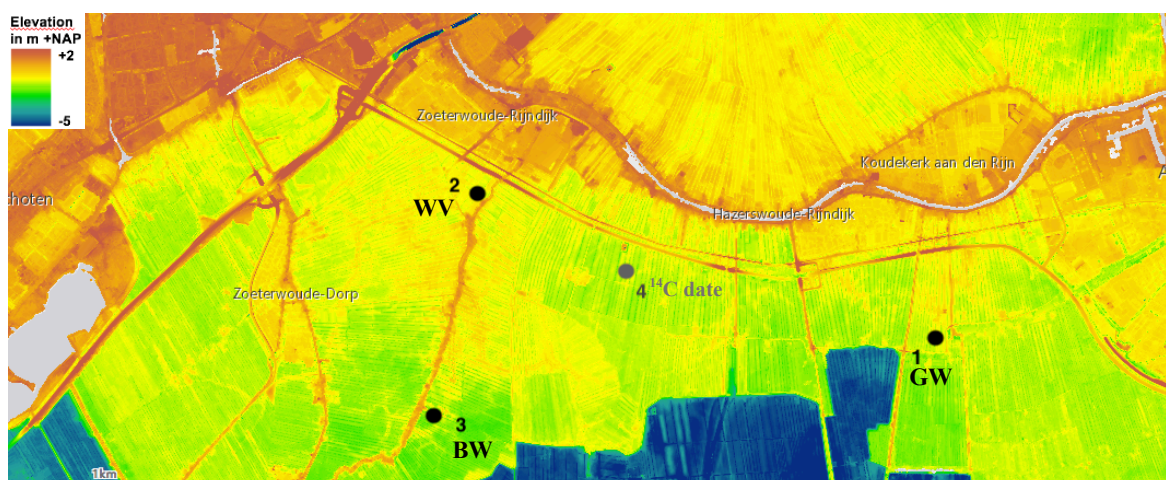 Elevation
in m +NAP
+2
-5
Zoeterwoude-Rijndijk
Koudekerk aan den Rijn
A
2
WV
choten
Hazerswoude-Rijndijk
4 14C date
Zoeterwoude-Dorp
1
GW
3
BW
1km